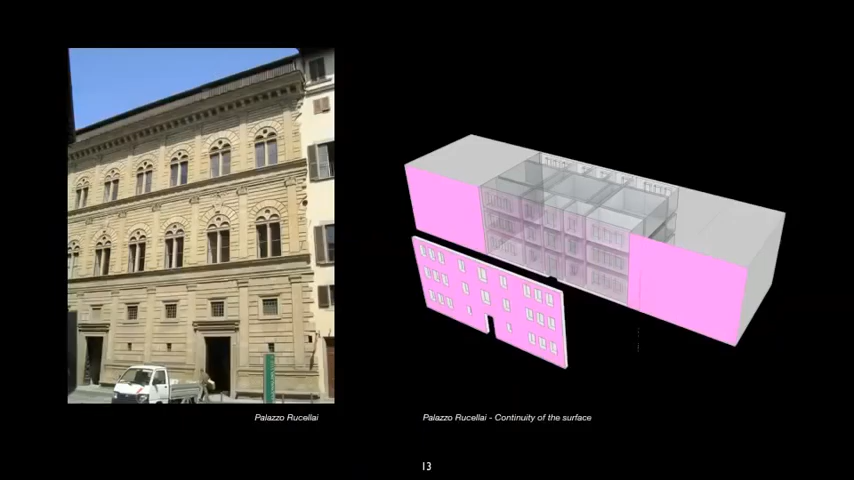 Palazzo Rucellai
Palazzo Rucellai - Continuity of the surface
13